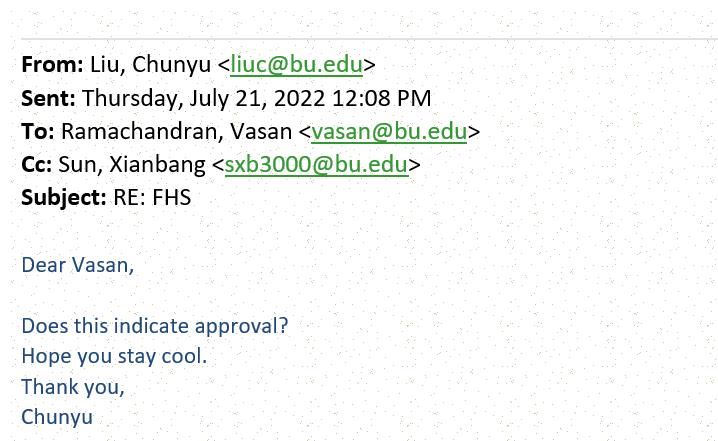 From: Liu, Chunyu <liuc@bu.edu>
Sent: Thursday, July 21, 2022 12:08 PM
To: Ramachandran, Vasan <vasan@bu.edu>
Cc: Sun, Xianbang <sxb3000@bu.edu>
Subject: RE: FHS
Dear Vasan,
Does this indicate approval?
Hope you stay cool.
Thank you,
Chunyu